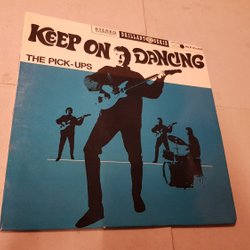 STEREO
KEEP ON DANCING
THE PICK-UPS